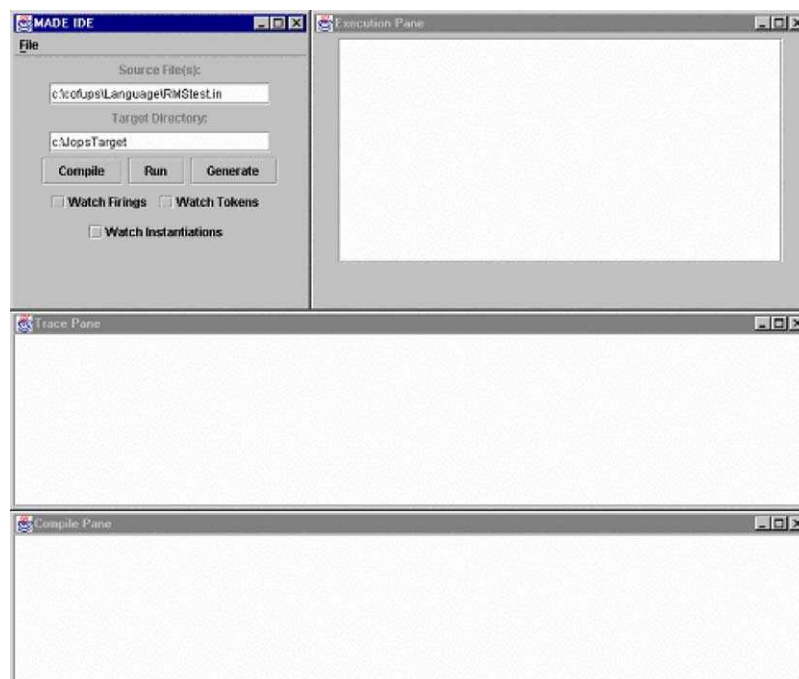 MADE IDE
File
Source File(s):
c:\cofups\Language\RMStest.in
Target Directory:
c:\JopsTarget
Compile Run Generate
Watch Firings Watch Tokens
Watch Instantiations
Execution Pane
Trace Pane
Compile Pane